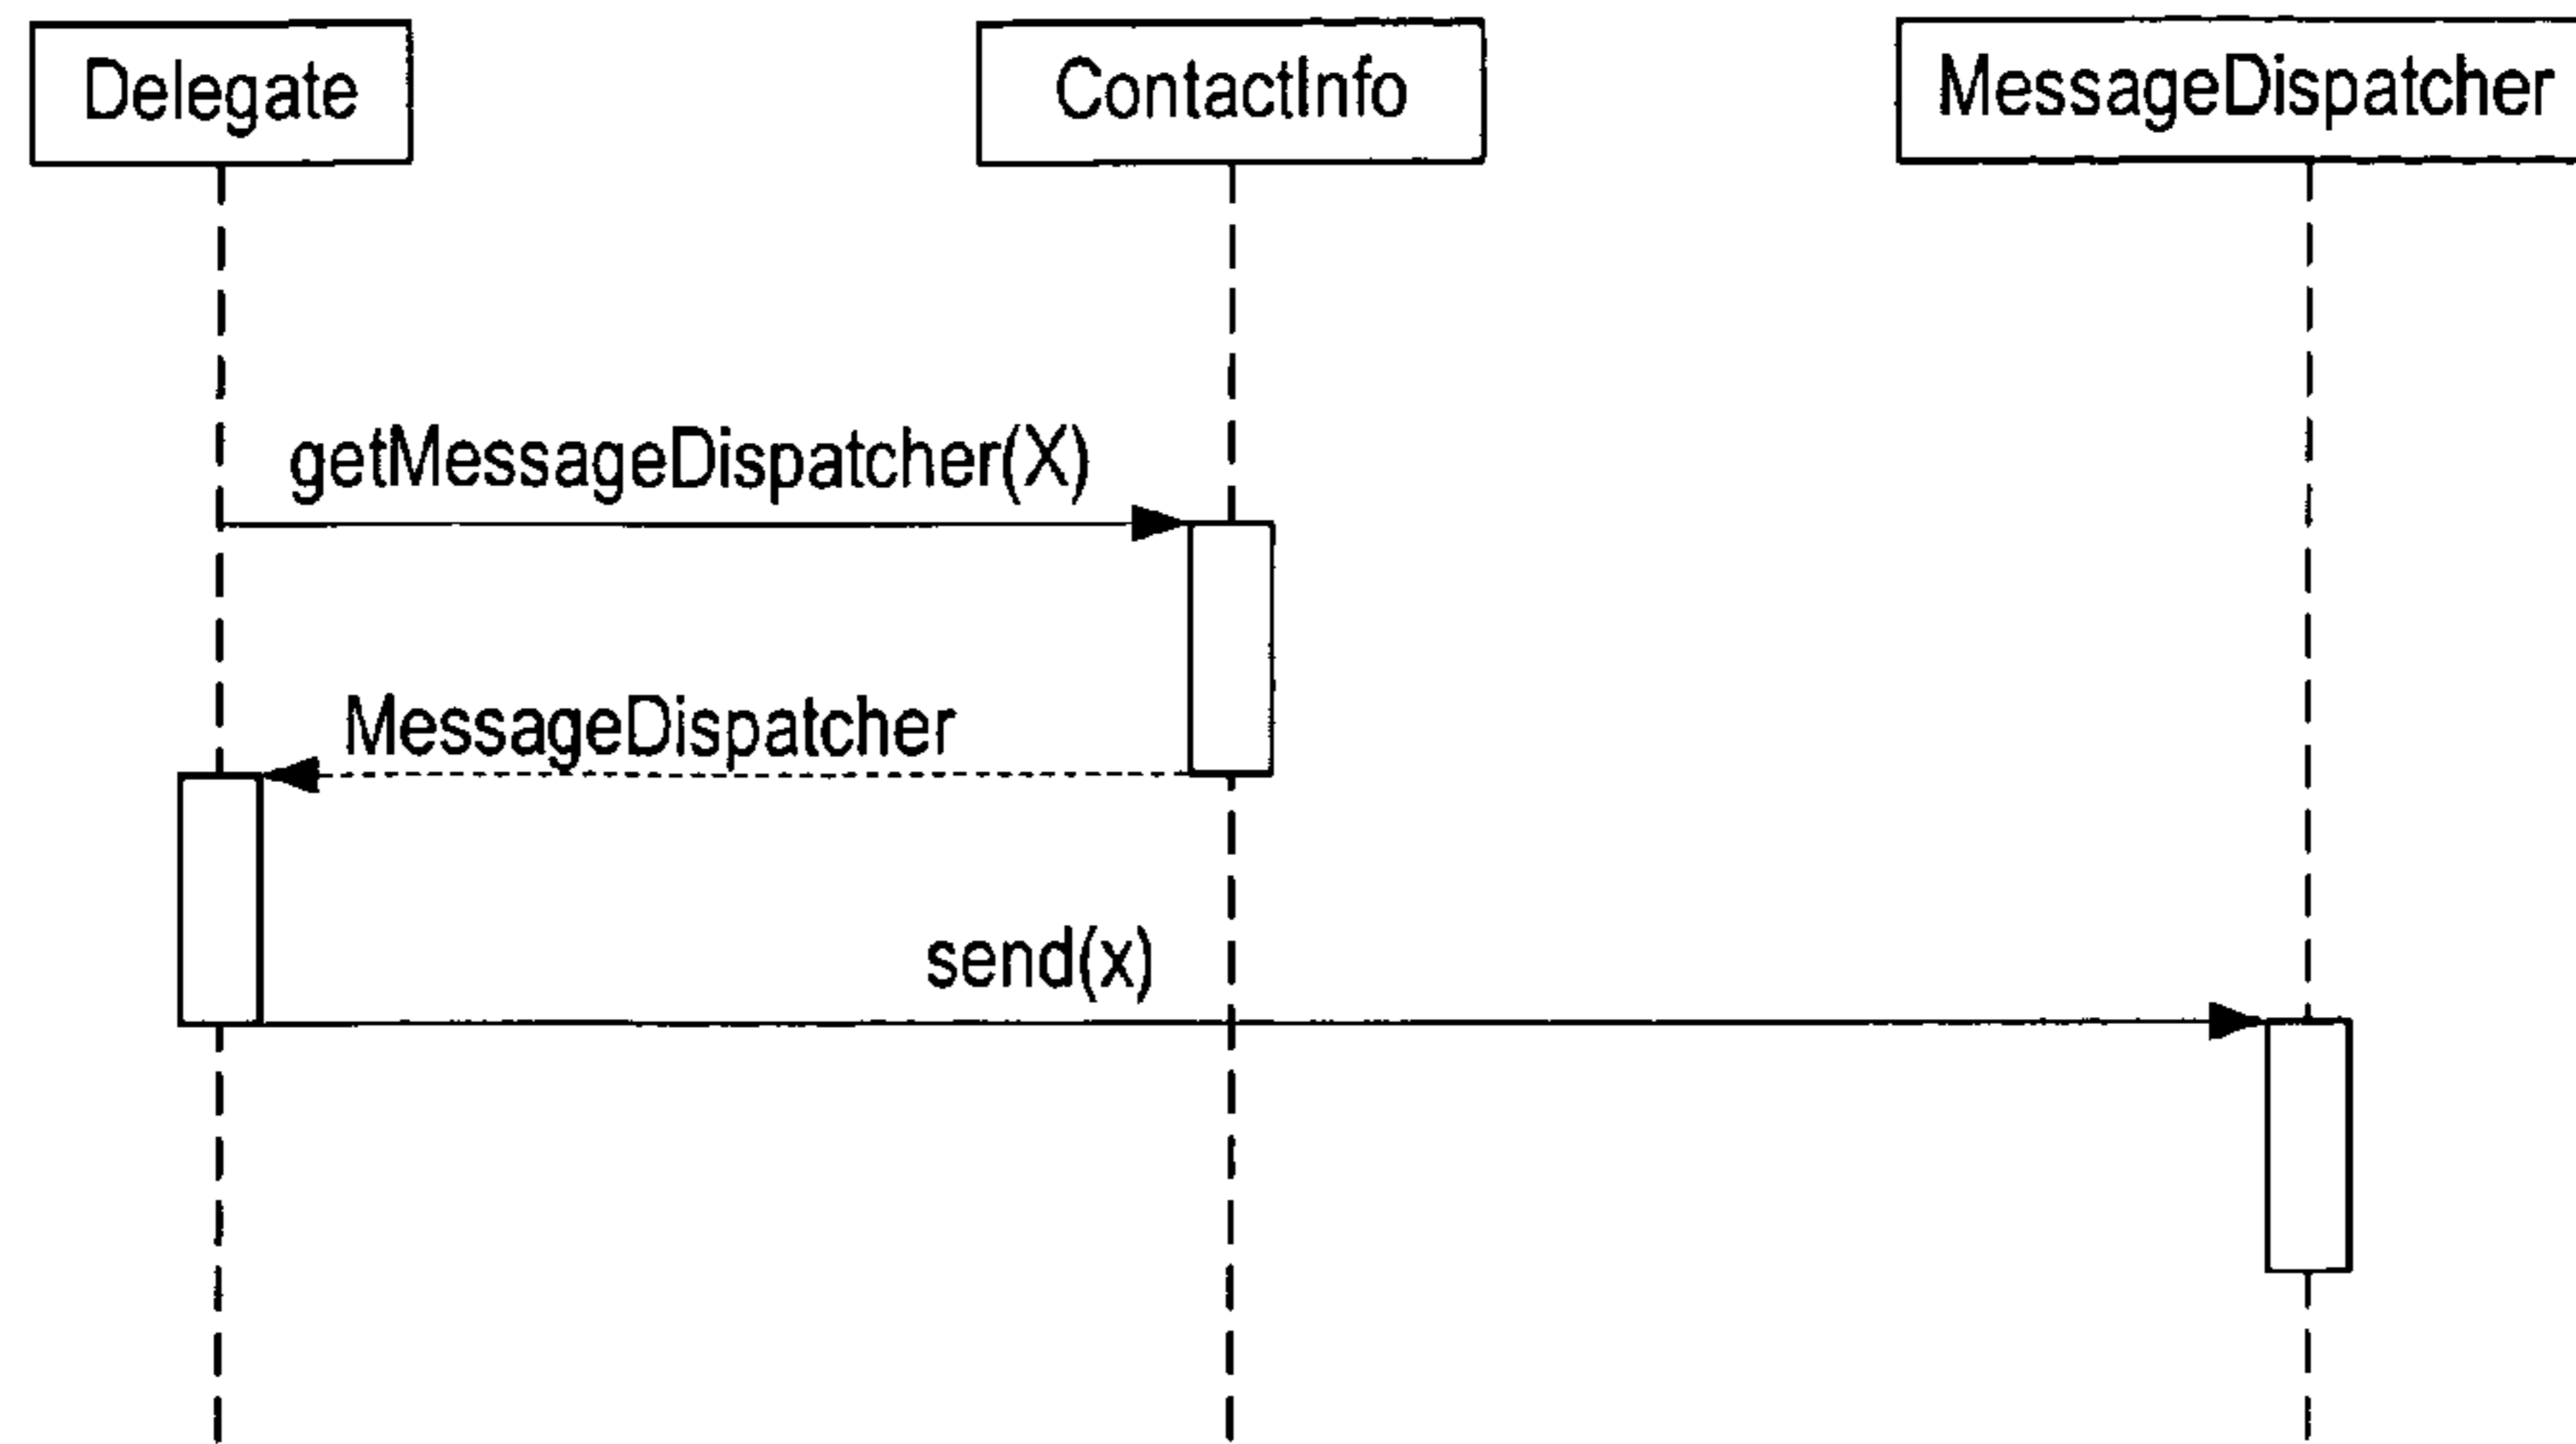 Delegate
ContactInfo
MessageDispatcher
getMessageDispatcher(X)
MessageDispatcher
send(x)